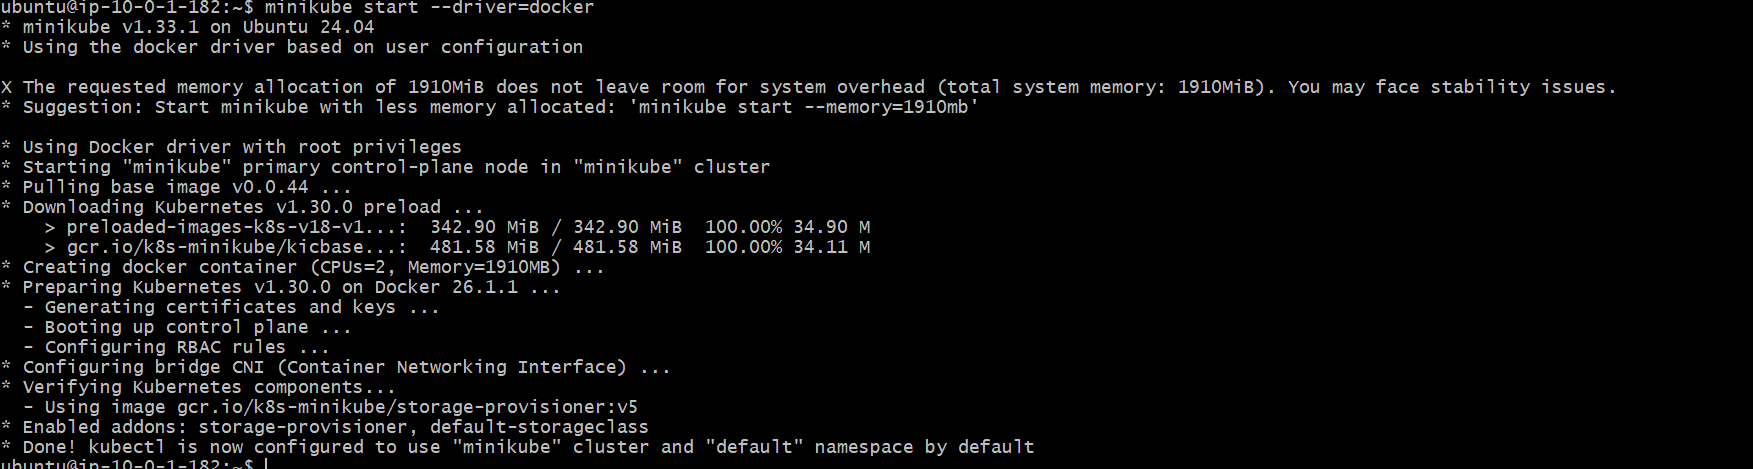 ubuntu@ip-10-0-1-182:~$ minikube start --driver=docker
* minikube v1.33.1 on Ubuntu 24.04
* Using the docker driver based on user configuration
X The requested memory allocation of 1910MiB does not leave room for system overhead (total system memory: 1910MiB). You may face stability issues.
* Suggestion: Start minikube with less memory allocated: 'minikube start --memory=1910mb'
* Using Docker driver with root privileges
* Starting "minikube" primary control-plane node in "minikube" cluster
* Pulling base image v0.0.44 ...
* Downloading Kubernetes v1.30.0 preload ...
    > preloaded-images-k8s-v18-v1...:  342.90 MiB / 342.90 MiB  100.00% 34.90 M
    > gcr.io/k8s-minikube/kicbase...:  481.58 MiB / 481.58 MiB  100.00% 34.11 M
* Creating docker container (CPUs=2, Memory=1910MB) ...
* Preparing Kubernetes v1.30.0 on Docker 26.1.1 ...
  - Generating certificates and keys ...
  - Booting up control plane ...
  - Configuring RBAC rules ...
* Configuring bridge CNI (Container Networking Interface) ...
* Verifying Kubernetes components...
  - Using image gcr.io/k8s-minikube/storage-provisioner:v5
* Enabled addons: storage-provisioner, default-storageclass
* Done! kubectl is now configured to use "minikube" cluster and "default" namespace by default
ubuntu@ip-10-0-1-182:~$